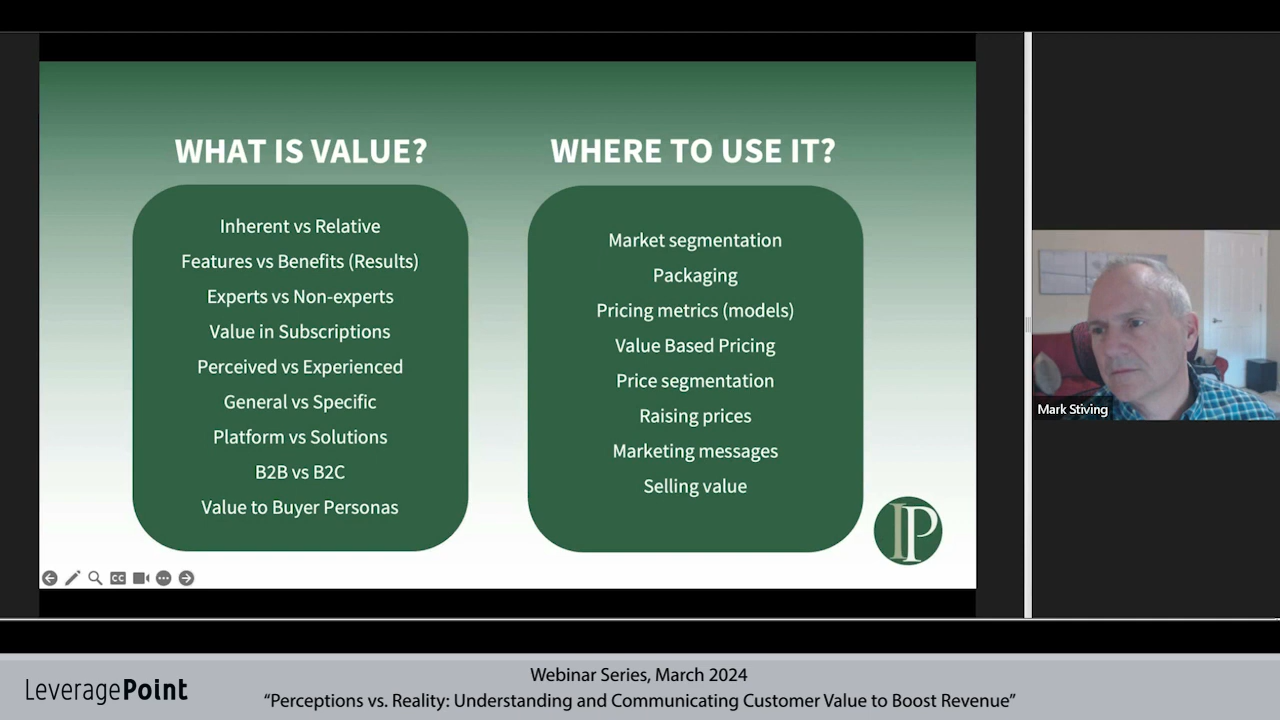 WHAT IS VALUE?
Inherent vs Relative
Features vs Benefits (Results)
Experts vs Non-experts
Value in Subscriptions
Perceived vs Experienced
General vs Specific
Platform vs Solutions
B2B vs B2C
Value to Buyer Personas
WHERE TO USE IT?
Market segmentation
Packaging
Pricing metrics (models)
Value Based Pricing
Price segmentation
Raising prices
Marketing messages
Selling value
IP
CC
Mark Stiving
LeveragePoint
Webinar Series, March 2024
“Perceptions vs. Reality: Understanding and Communicating Customer Value to Boost Revenue”